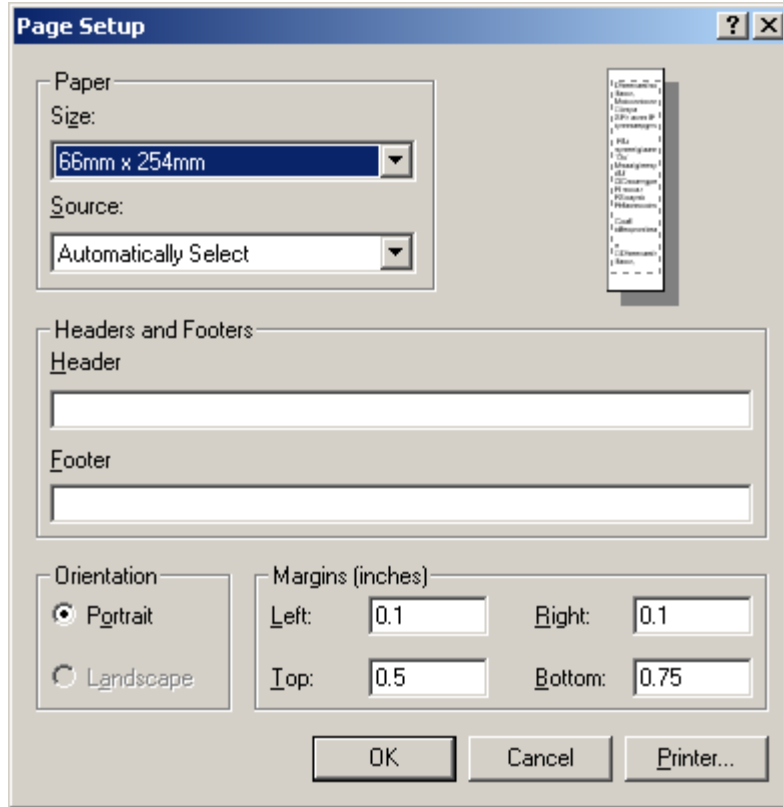 Page Setup
Paper
Size:
66mm x 254mm
Source:
Automatically Select
Headers and Footers
Header
Footer
Orientation
Portrait
Landscape
Margins (inches)
Left: 0.1 Right: 0.1
Top: 0.5 Bottom: 0.75
OK Cancel Printer...